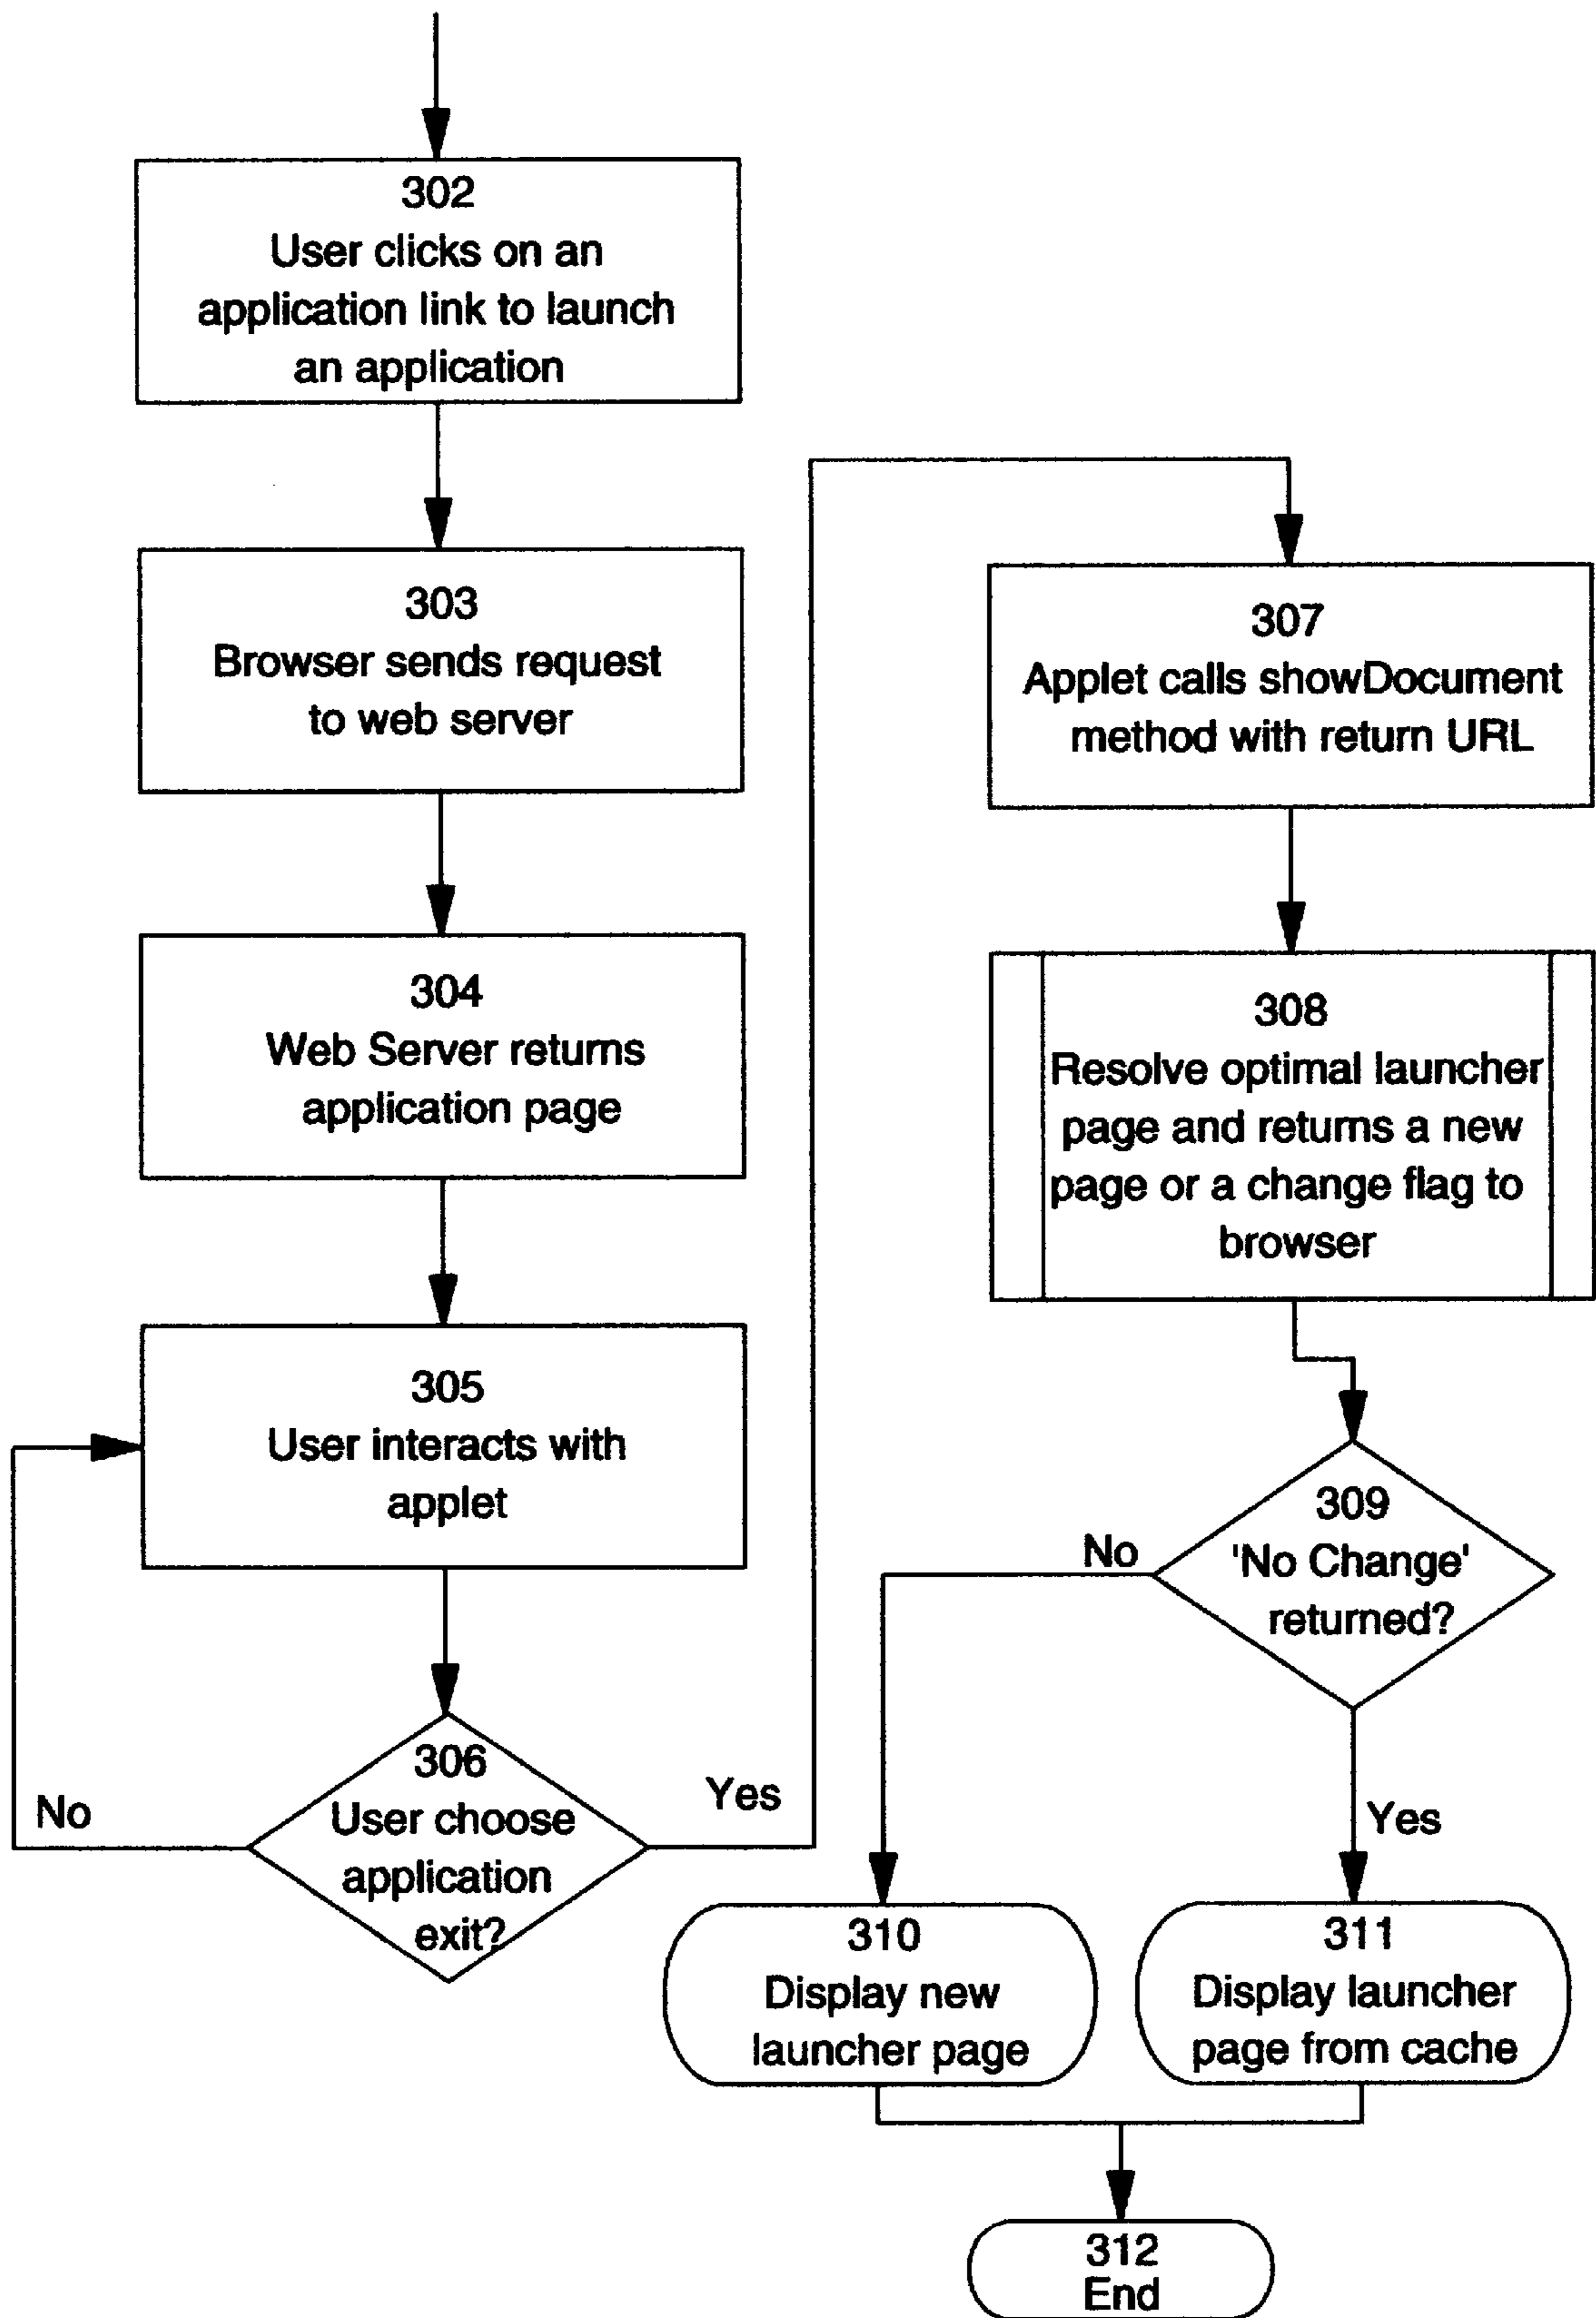 302
User clicks on an
application link to launch
an application
303
Browser sends request
to web server
304
Web Server returns
application page
305
User interacts with
applet
306
User choose
application
exit?
No
Yes
307
Applet calls showDocument
method with return URL
308
Resolve optimal launcher
page and returns a new
page or a change flag to
browser
309
'No Change'
returned?
No
Yes
310
Display new
launcher page
311
Display launcher
page from cache
312
End